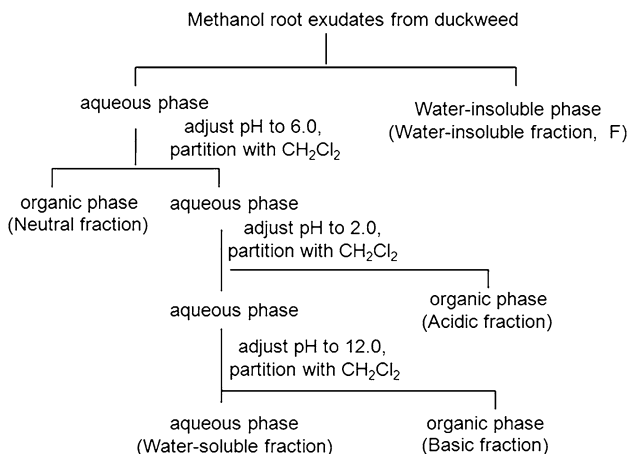 Methanol root exudates from duckweed
aqueous phase
Water-insoluble phase
(Water-insoluble fraction, F)
adjust pH to 6.0,
partition with CH₂Cl₂
organic phase
(Neutral fraction)
aqueous phase
adjust pH to 2.0,
partition with CH₂Cl₂
aqueous phase
organic phase
(Acidic fraction)
adjust pH to 12.0,
partition with CH₂Cl₂
aqueous phase
(Water-soluble fraction)
organic phase
(Basic fraction)